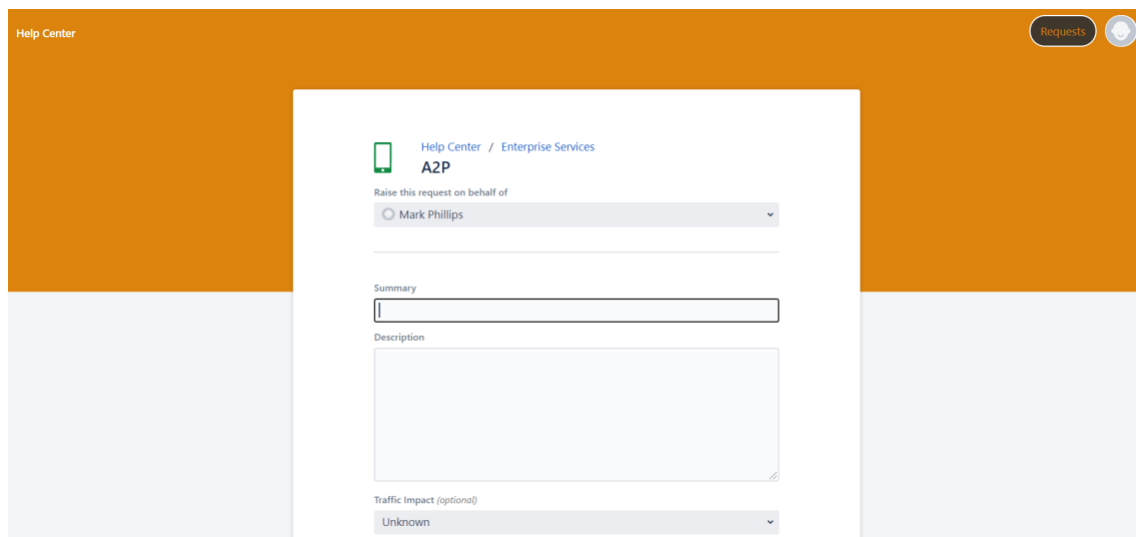 Help Center
Requests
Help Center / Enterprise Services
A2P
Raise this request on behalf of
Mark Phillips
Summary
Description
Traffic Impact (optional)
Unknown